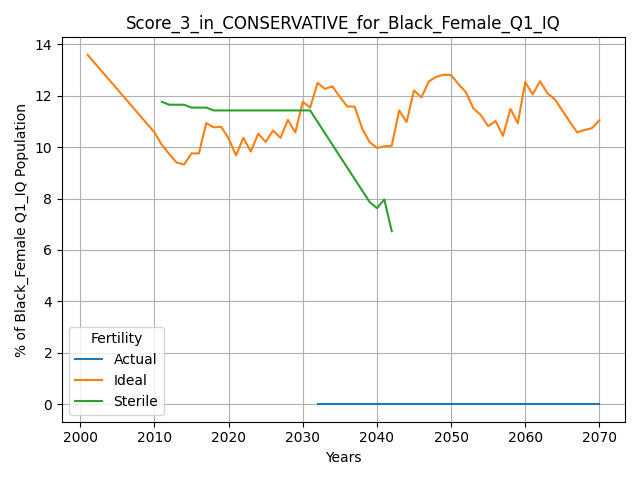 Score_3_in_CONSERVATIVE_for_Black_Female_Q1_IQ
% of Black_Female Q1_IQ Population
14
12
10
8
6
4
2
0
Fertility
Actual
Ideal
Sterile
2000 2010 2020 2030 2040 2050 2060 2070
Years